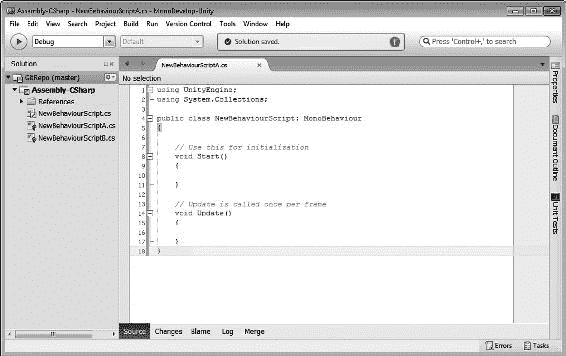 Assembly-CSharp - NewBehaviourScriptA.cs - MonoDevelop-Unity
File Edit View Search Project Build Run Version Control Tools Window Help
Debug
Default
Solution saved.
Press 'Control+,' to search
Solution
GitRepo (master)
Assembly-CSharp
References
NewBehaviourScript.cs
NewBehaviourScriptA.cs
NewBehaviourScriptB.cs
NewBehaviourScriptA.cs
No selection
1 using UnityEngine;
2 using System.Collections;
3
4 public class NewBehaviourScript: MonoBehaviour
5 {
6
7 // Use this for initialization
8 void Start()
9 {
10
11 }
12
13 // Update is called once per frame
14 void Update()
15 {
16
17 }
18 }
Properties
Document Outline
Unit Tests
Source Changes Blame Log Merge
Errors Tasks